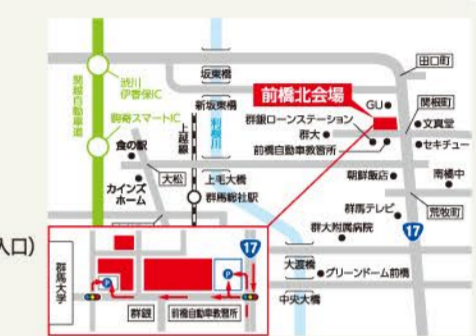 田口町
坂東橋
渋川
伊香保IC
関越自動車道
前橋北会場
GU
関根町
新坂東橋
群銀ローンステーション
文真堂
駒寄スマートIC
上越線
利根川
群大
セキチュー
食の駅
前橋自動車教習所
大松
上毛大橋
朝鮮飯店
南橘中
カインズ
ホーム
群馬総社駅
群馬テレビ
荒牧町
入口)
17
群大附属病院
17
群馬大学
P
P
大渡橋
グリーンドーム前橋
群銀
前橋自動車教習所
中央大橋